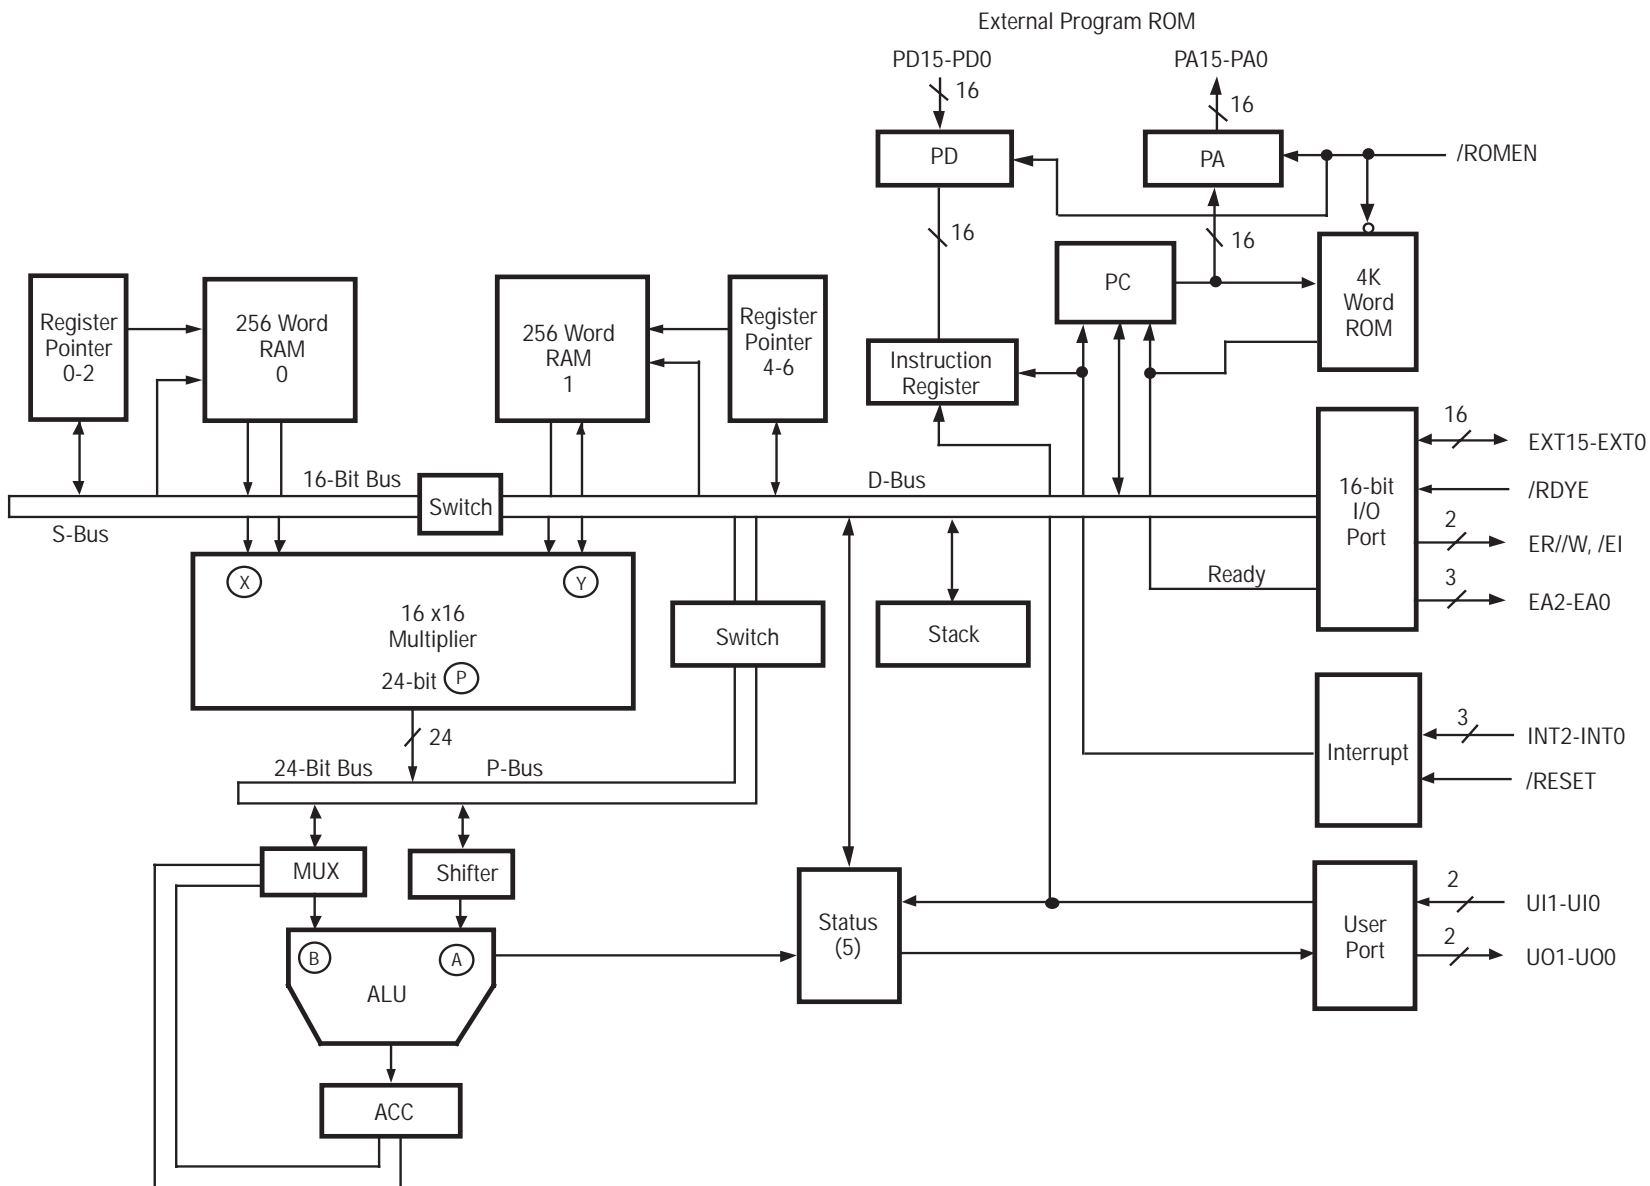 External Program ROM
PD15-PD0
PA15-PA0
16
16
PD
PA
/ROMEN
16
16
PC
4K
Word
ROM
Register
Pointer
0-2
256 Word
RAM
0
256 Word
RAM
1
Register
Pointer
4-6
Instruction
Register
16-Bit Bus
Switch
D-Bus
S-Bus
16-bit
I/O
Port
16
EXT15-EXT0
/RDYE
2
ER//W, /EI
3
EA2-EA0
Ready
X
Y
16 x16
Multiplier
24-bit
P
Switch
Stack
24
24-Bit Bus
P-Bus
Interrupt
3
INT2-INT0
/RESET
MUX
Shifter
Status
(5)
User
Port
2
UI1-UI0
2
UO1-UO0
B
A
ALU
ACC